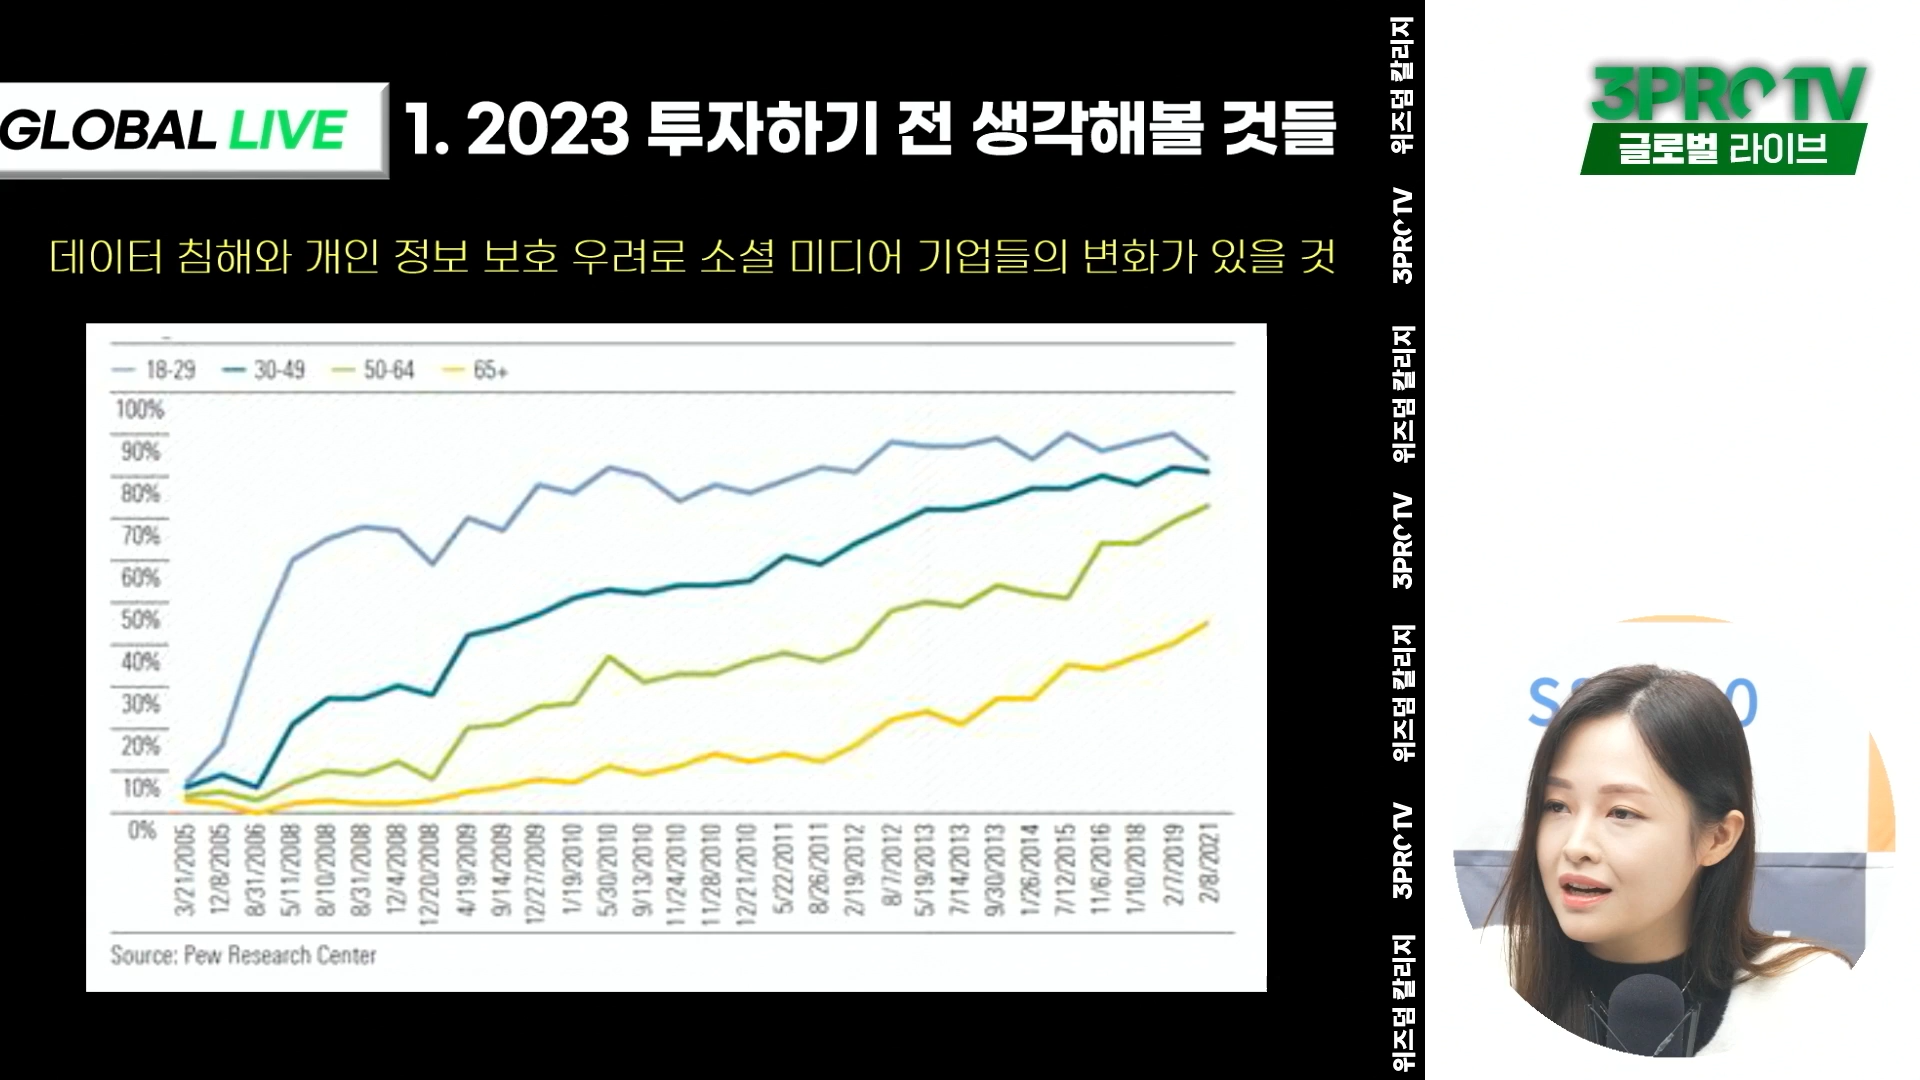 GLOBAL LIVE
1. 2023 투자하기 전 생각해볼 것들
데이터 침해와 개인 정보 보호 우려로 소셜 미디어 기업들의 변화가 있을 것
18-29 30-49 50-64 65+
100%
90%
80%
70%
60%
50%
40%
30%
20%
10%
0%
3/21/2005
12/8/2005
8/31/2006
5/11/2008
8/10/2008
8/31/2008
12/4/2008
12/20/2008
4/19/2009
9/14/2009
12/27/2009
1/19/2010
5/30/2010
9/13/2010
11/24/2010
11/28/2010
12/21/2010
5/22/2011
8/26/2011
2/19/2012
8/7/2012
5/19/2013
7/14/2013
9/30/2013
1/26/2014
7/12/2015
11/6/2016
1/10/2018
2/7/2019
2/8/2021
Source: Pew Research Center
위즈덤 칼리지
3PROTV
위즈덤 칼리지
3PROTV
위즈덤 칼리지
3PROTV
위즈덤 칼리지
3PROTV
글로벌 라이브